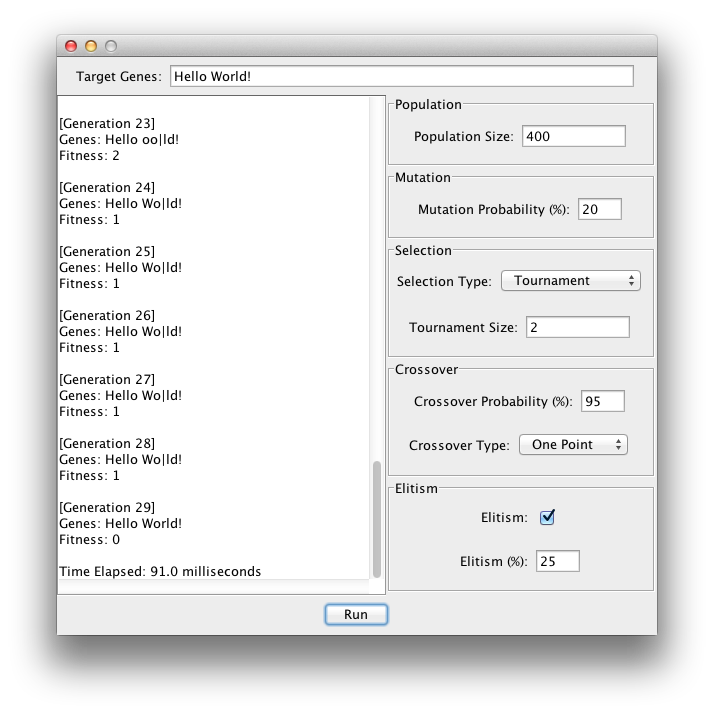 Target Genes: Hello World!
[Generation 23]
Genes: Hello oo|ld!
Fitness: 2
[Generation 24]
Genes: Hello Wo|ld!
Fitness: 1
[Generation 25]
Genes: Hello Wo|ld!
Fitness: 1
[Generation 26]
Genes: Hello Wo|ld!
Fitness: 1
[Generation 27]
Genes: Hello Wo|ld!
Fitness: 1
[Generation 28]
Genes: Hello Wo|ld!
Fitness: 1
[Generation 29]
Genes: Hello World!
Fitness: 0
Time Elapsed: 91.0 milliseconds
Population
Population Size: 400
Mutation
Mutation Probability (%): 20
Selection
Selection Type: Tournament
Tournament Size: 2
Crossover
Crossover Probability (%): 95
Crossover Type: One Point
Elitism
Elitism:
Elitism (%): 25
Run